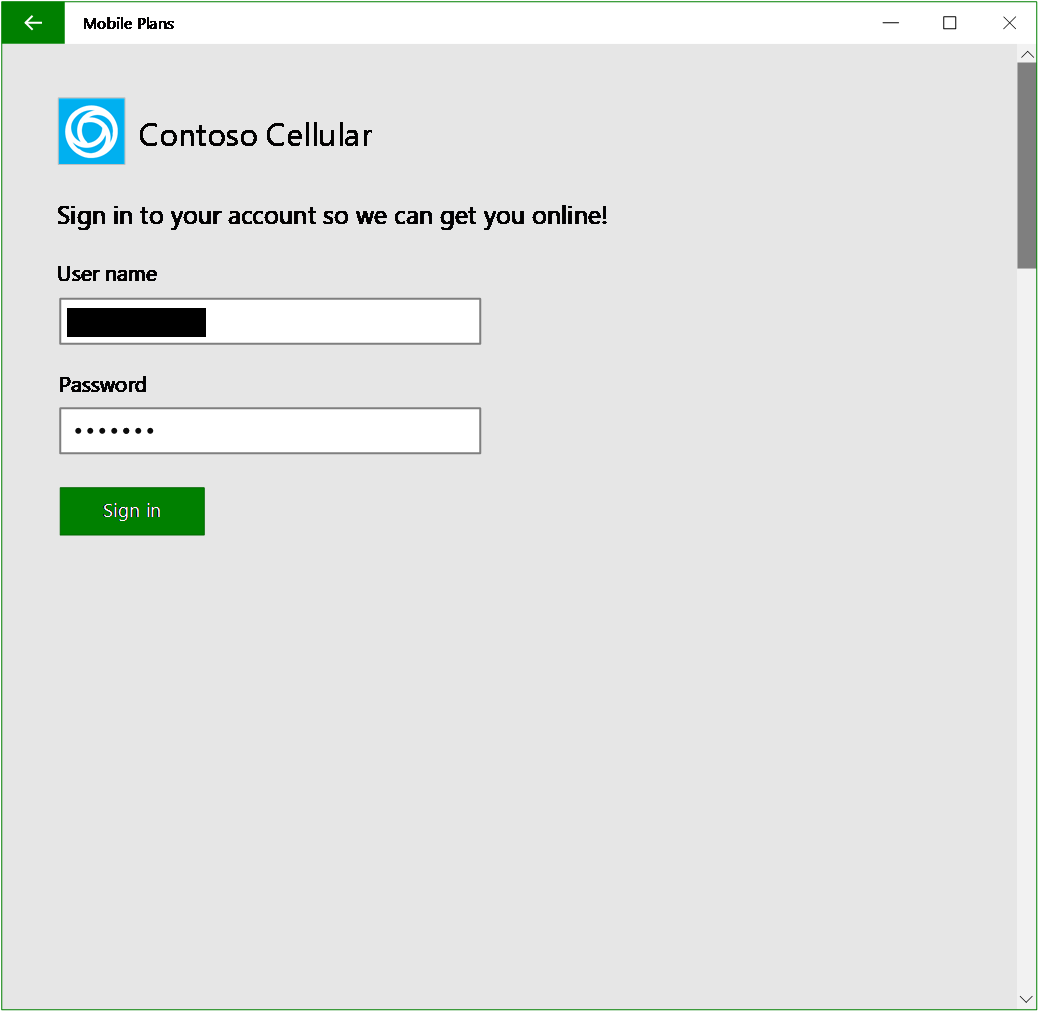 Mobile Plans
Contoso Cellular
Sign in to your account so we can get you online!
User name
Password
•••••••
Sign in